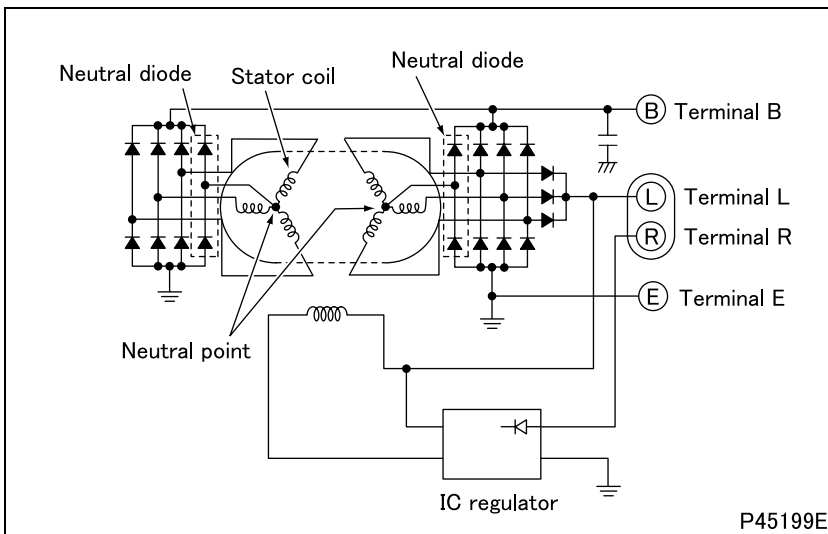 Neutral diode
Stator coil
Neutral diode
B Terminal B
L Terminal L
R Terminal R
E Terminal E
Neutral point
IC regulator
P45199E